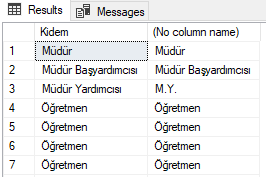 Results Messages
Kidem (No column name)
1 Müdür Müdür
2 Müdür Başyardımcısı Müdür Başyardımcısı
3 Müdür Yardımcısı M.Y.
4 Öğretmen Öğretmen
5 Öğretmen Öğretmen
6 Öğretmen Öğretmen
7 Öğretmen Öğretmen